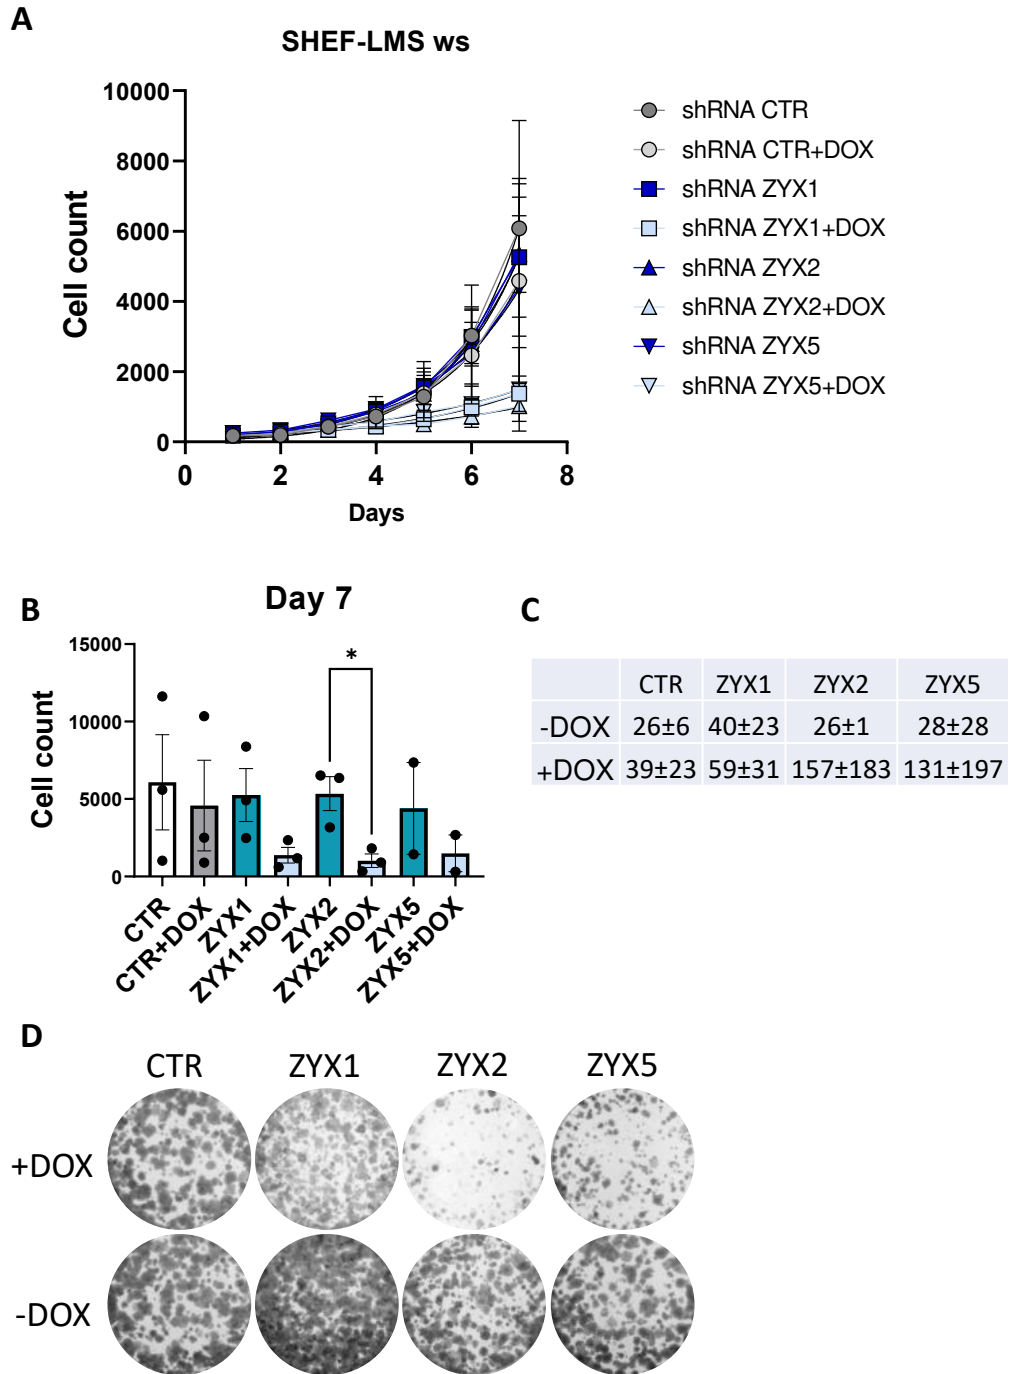 A
SHEF-LMS ws
10000
8000
6000
4000
2000
0
Cell count
0 2 4 6 8
Days
shRNA CTR
shRNA CTR+DOX
shRNA ZYX1
shRNA ZYX1+DOX
shRNA ZYX2
shRNA ZYX2+DOX
shRNA ZYX5
shRNA ZYX5+DOX
B
Day 7
15000
10000
5000
0
Cell count
*
CTR
CTR+DOX
ZYX1
ZYX1+DOX
ZYX2
ZYX2+DOX
ZYX5
ZYX5+DOX
C
CTR ZYX1 ZYX2 ZYX5
-DOX 26±6 40±23 26±1 28±28
+DOX 39±23 59±31 157±183 131±197
D
CTR ZYX1 ZYX2 ZYX5
+DOX
-DOX